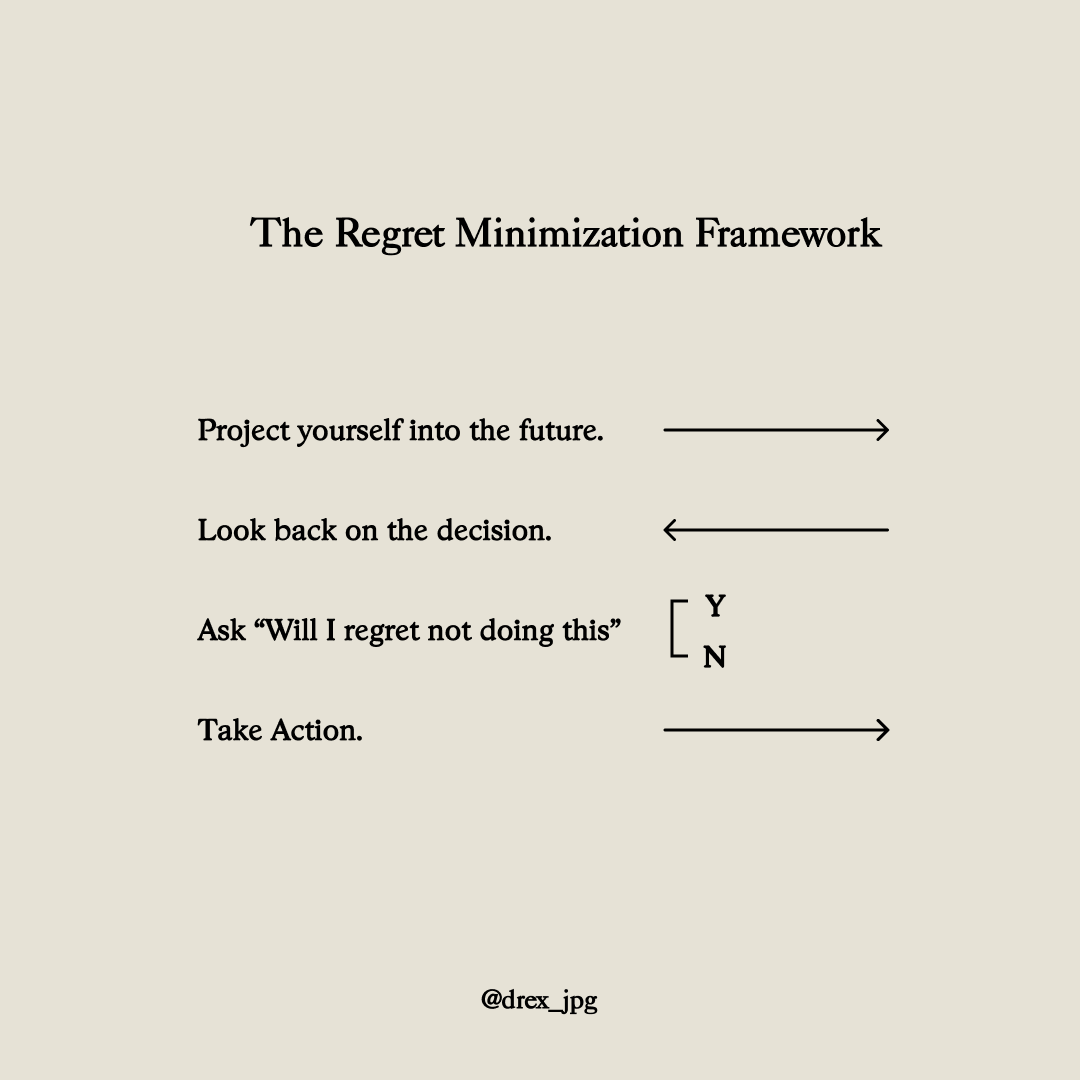 The Regret Minimization Framework
Project yourself into the future.
Look back on the decision.
Ask “Will I regret not doing this”
Y
N
Take Action.
@drex_jpg